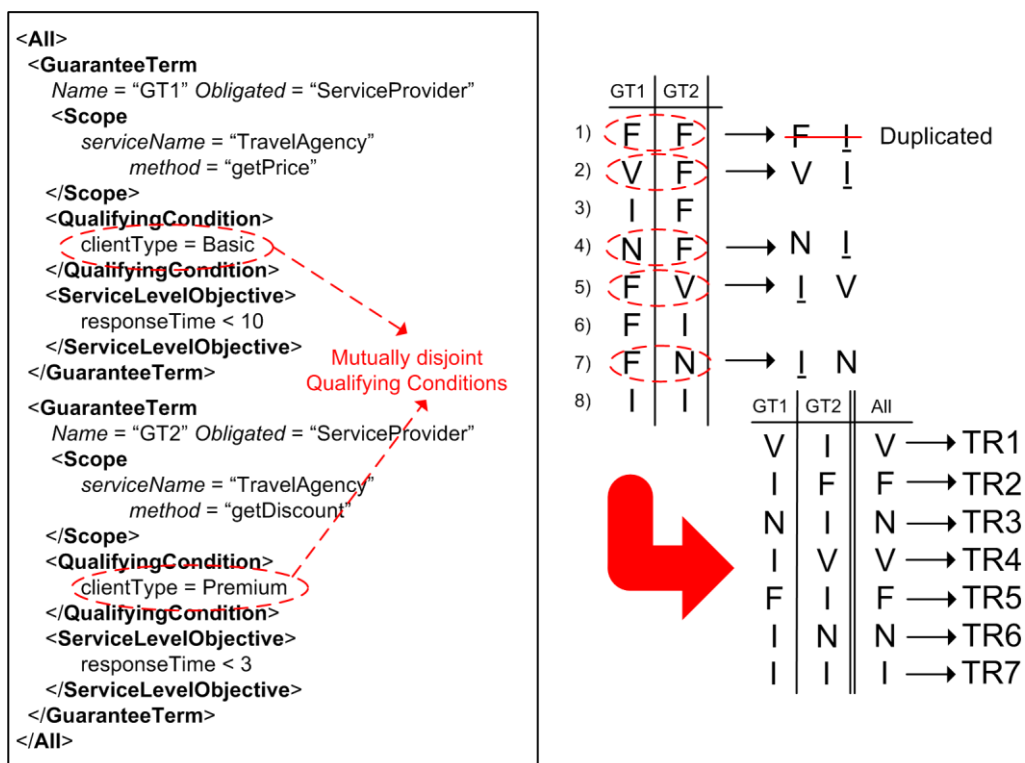 <All>
<GuaranteeTerm
Name = “GT1” Obligated = “ServiceProvider”
<Scope
serviceName = “TravelAgency”
method = “getPrice”
</Scope>
<QualifyingCondition>
clientType = Basic
</QualifyingCondition>
<ServiceLevelObjective>
responseTime < 10
</ServiceLevelObjective>
</GuaranteeTerm>
<GuaranteeTerm
Name = “GT2” Obligated = “ServiceProvider”
<Scope
serviceName = “TravelAgency”
method = “getDiscount”
</Scope>
<QualifyingCondition>
clientType = Premium
</QualifyingCondition>
<ServiceLevelObjective>
responseTime < 3
</ServiceLevelObjective>
</GuaranteeTerm>
</All>
Mutually disjoint
Qualifying Conditions
GT1 GT2
1) F F F I Duplicated
2) V F V I
3) I F
4) N F N I
5) F V I V
6) F I
7) F N I N
8) I I
GT1 GT2 All
V I V TR1
I F F TR2
N I N TR3
I V V TR4
F I F TR5
I N N TR6
I I I TR7